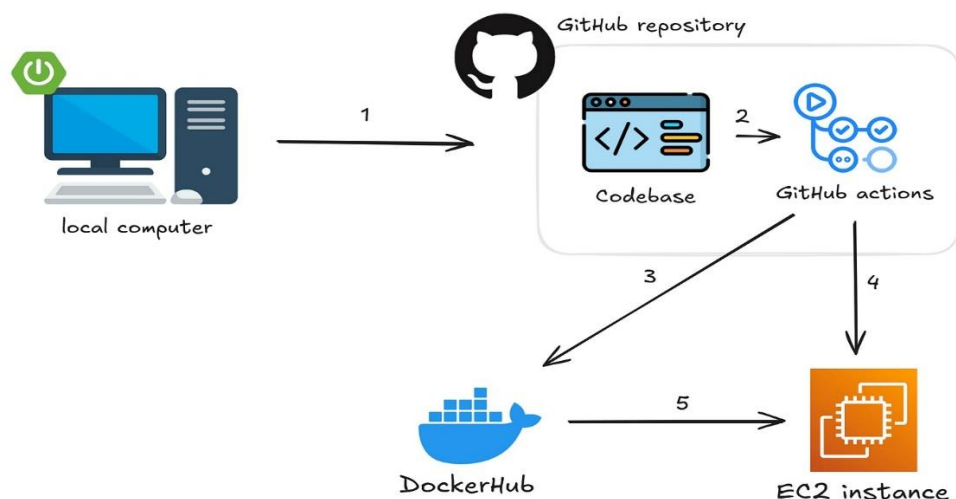 GitHub repository
1
2
</>
Codebase
GitHub actions
local computer
3
4
5
DockerHub
EC2 instance